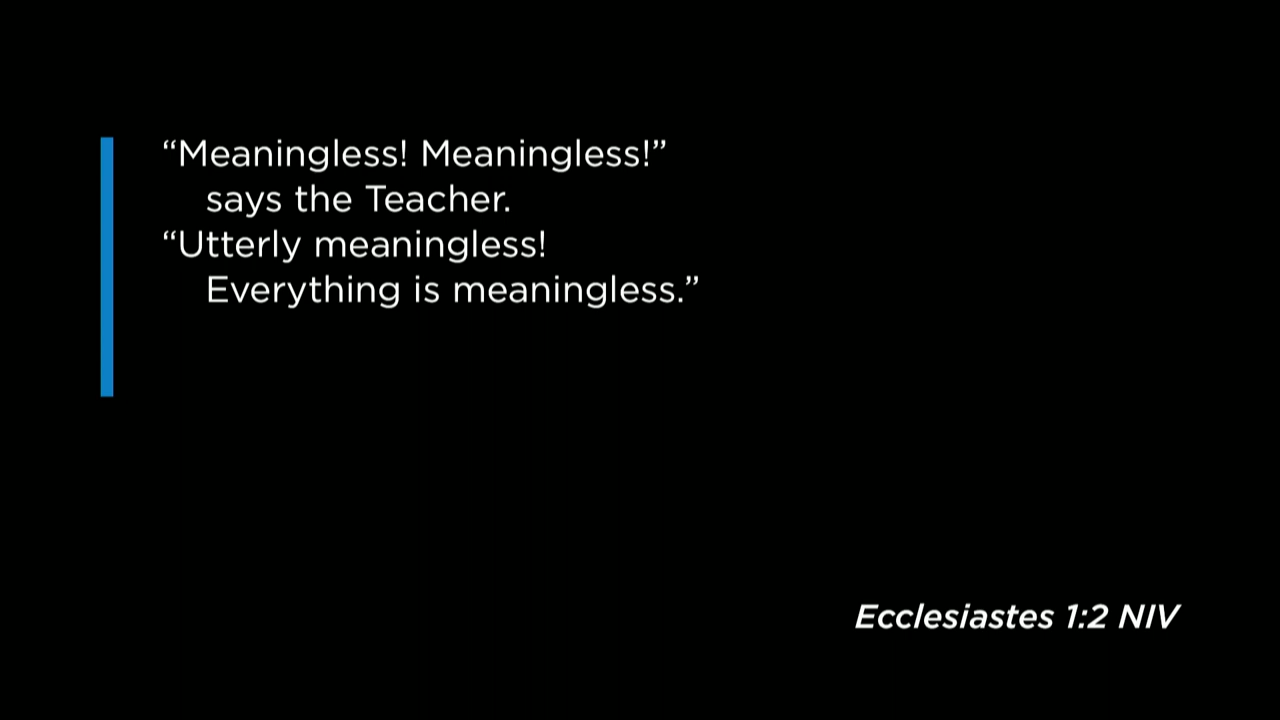 “Meaningless! Meaningless!”
says the Teacher.
“Utterly meaningless!
Everything is meaningless.”
Ecclesiastes 1:2 NIV